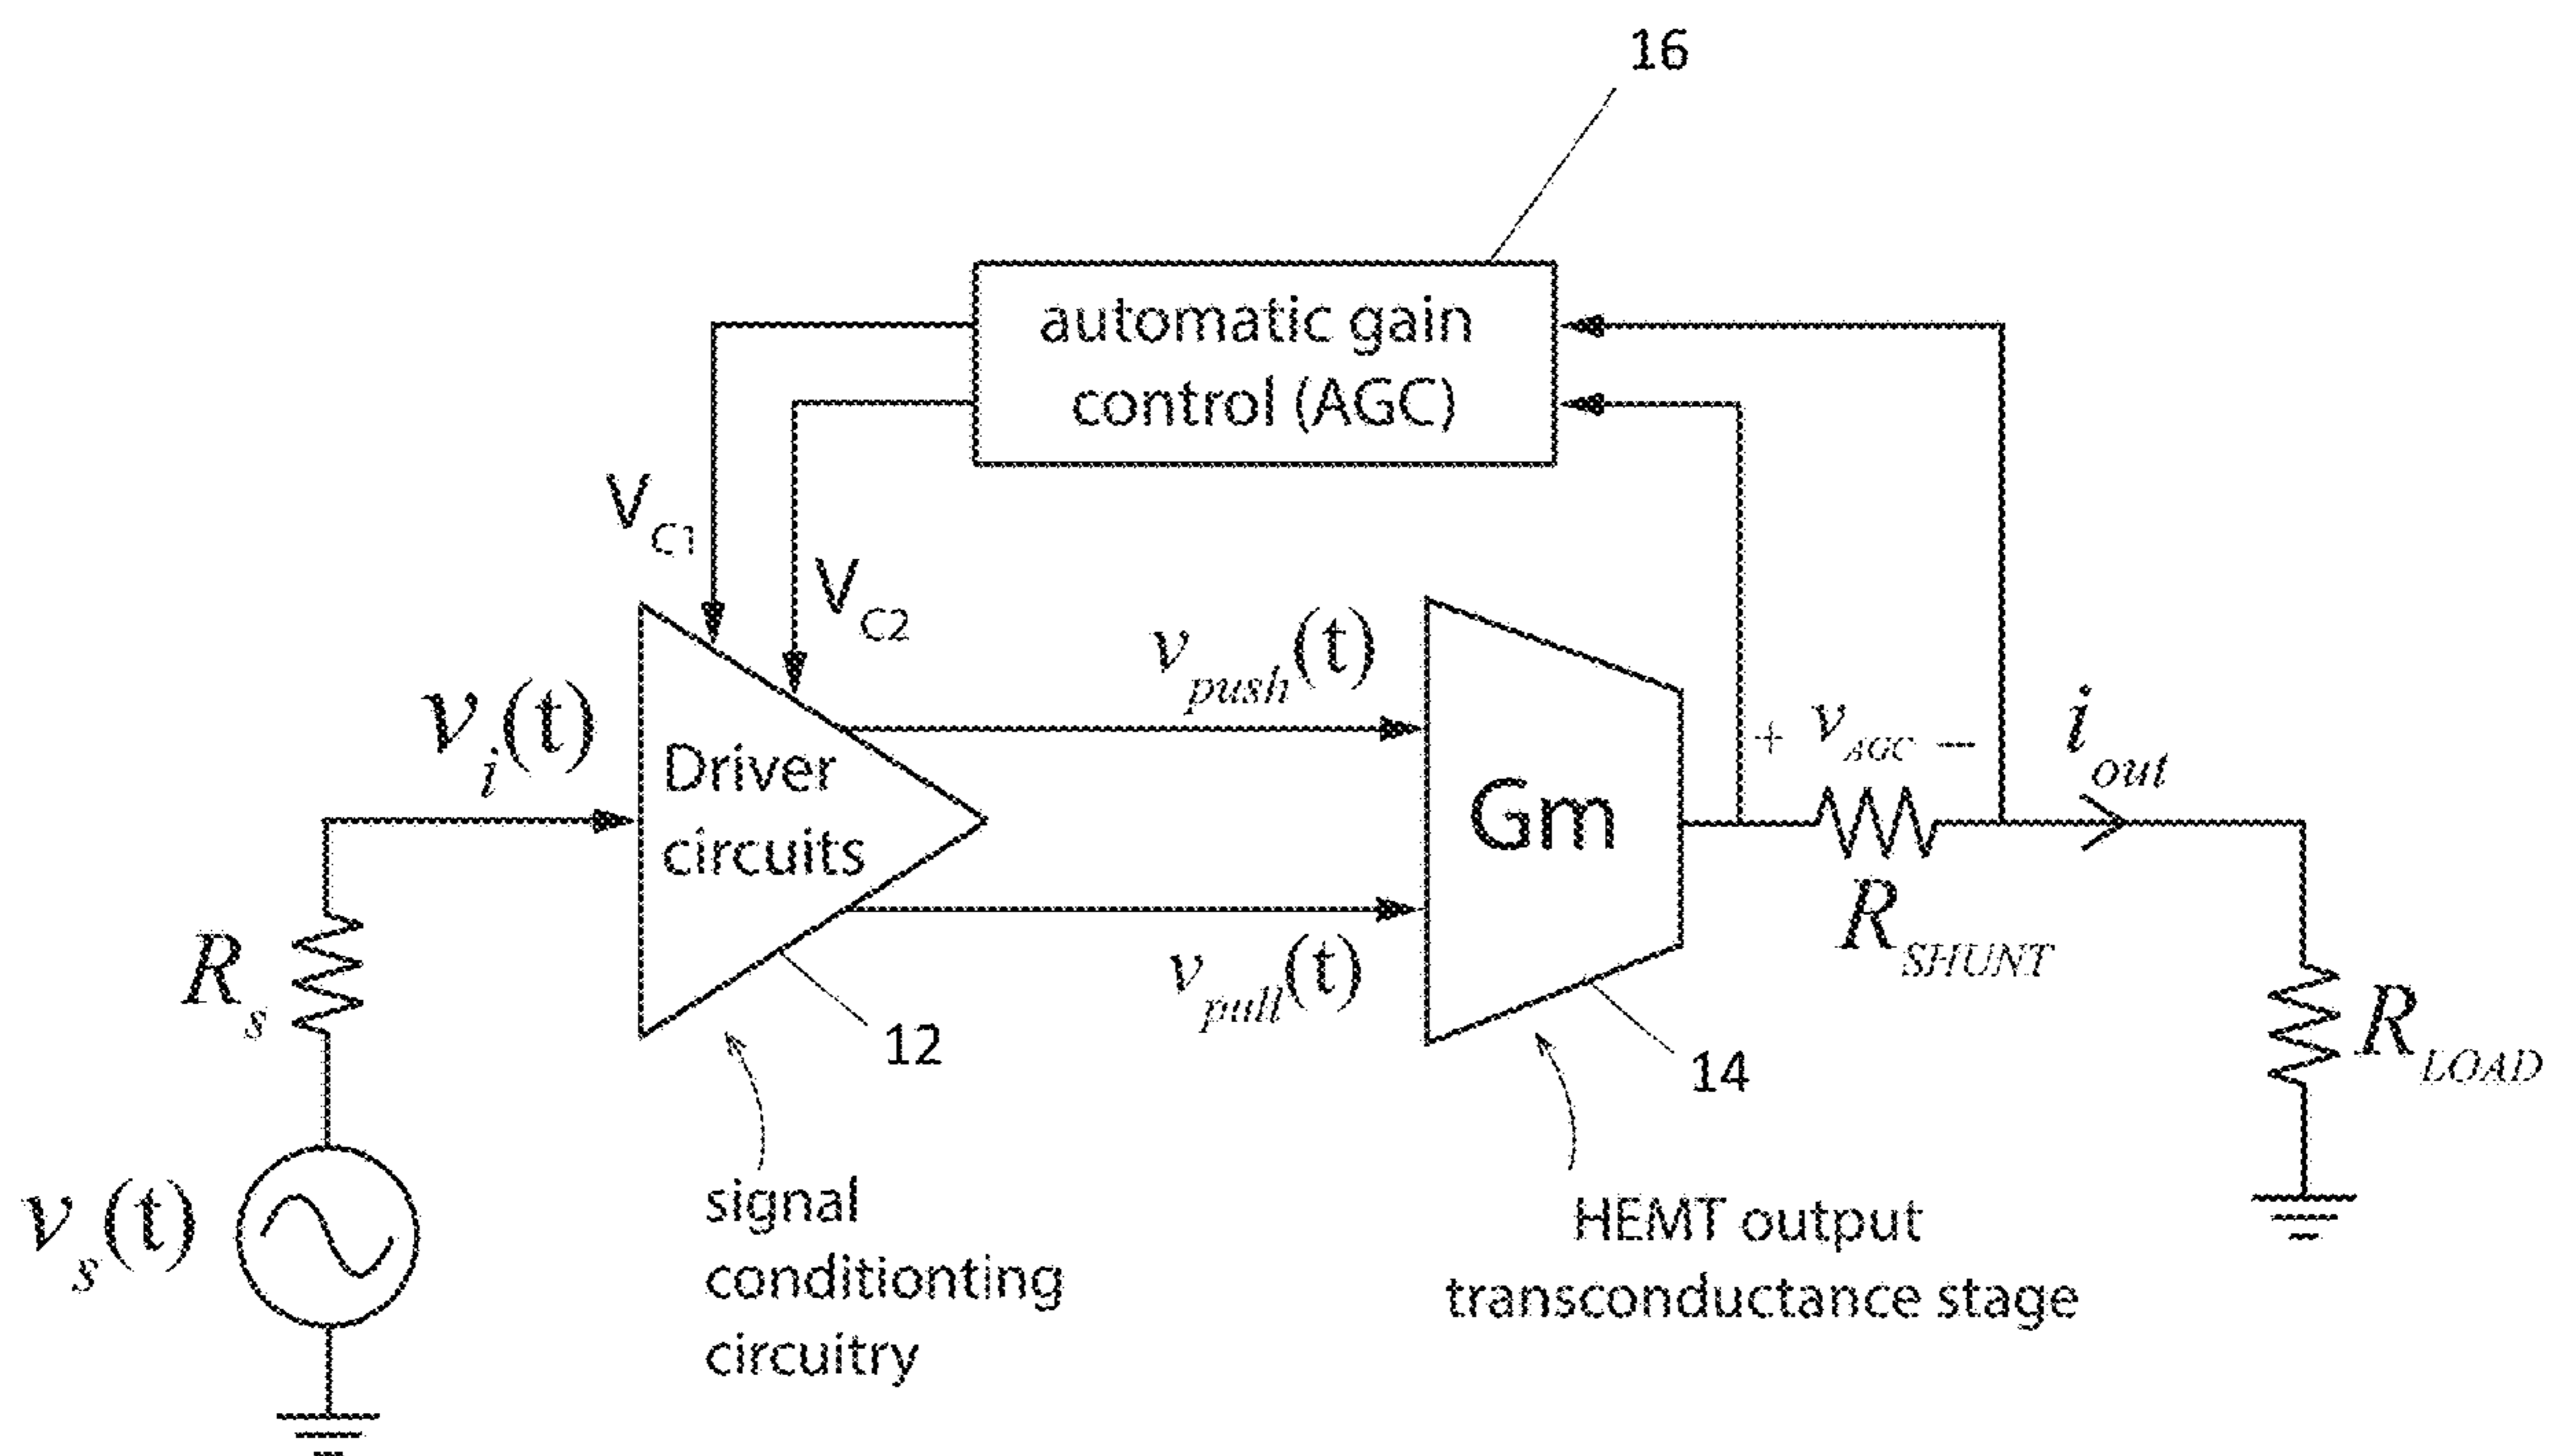 16
automatic gain
control (AGC)
V_C1
V_C2
v_push(t)
v_i(t)
Driver
circuits
v_pull(t)
Gm
+ v_AGC −
i_out
R_SHUNT
R_s
12
14
R_LOAD
v_s(t)
signal
conditionting
circuitry
HEMT output
transconductance stage